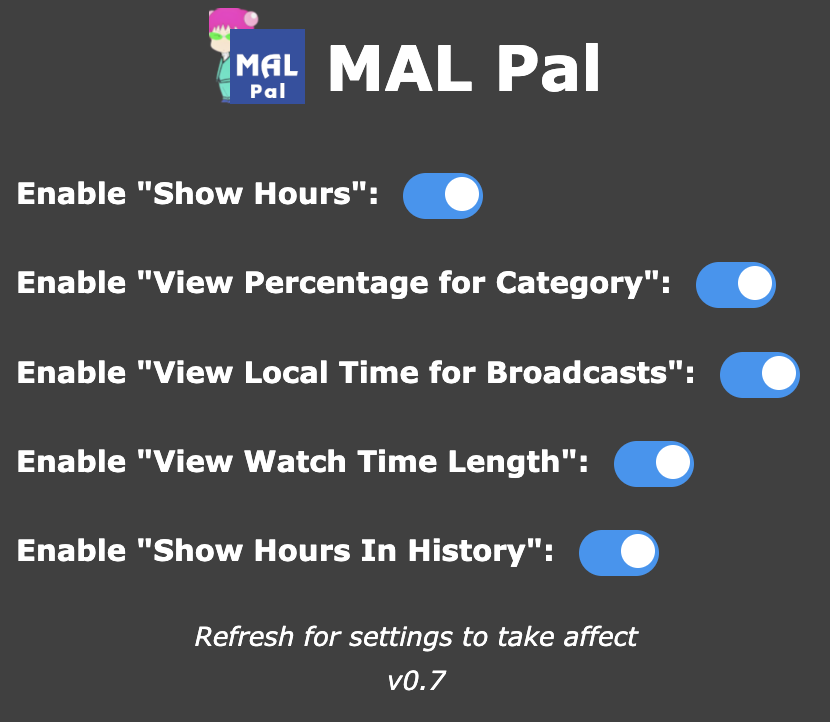 MAL
Pal
MAL Pal
Enable "Show Hours":
Enable "View Percentage for Category":
Enable "View Local Time for Broadcasts":
Enable "View Watch Time Length":
Enable "Show Hours In History":
Refresh for settings to take affect
v0.7